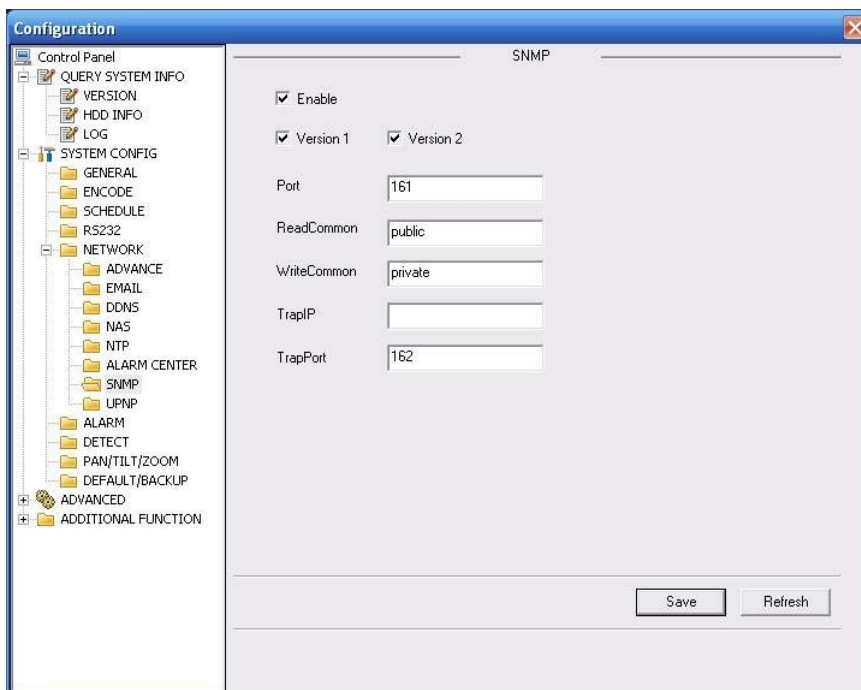 Configuration
Control Panel
QUERY SYSTEM INFO
VERSION
HDD INFO
LOG
SYSTEM CONFIG
GENERAL
ENCODE
SCHEDULE
RS232
NETWORK
ADVANCE
EMAIL
DDNS
NAS
NTP
ALARM CENTER
SNMP
UPNP
ALARM
DETECT
PAN/TILT/ZOOM
DEFAULT/BACKUP
ADVANCED
ADDITIONAL FUNCTION
SNMP
Enable
Version 1 Version 2
Port 161
ReadCommon public
WriteCommon private
TrapIP
TrapPort 162
Save Refresh